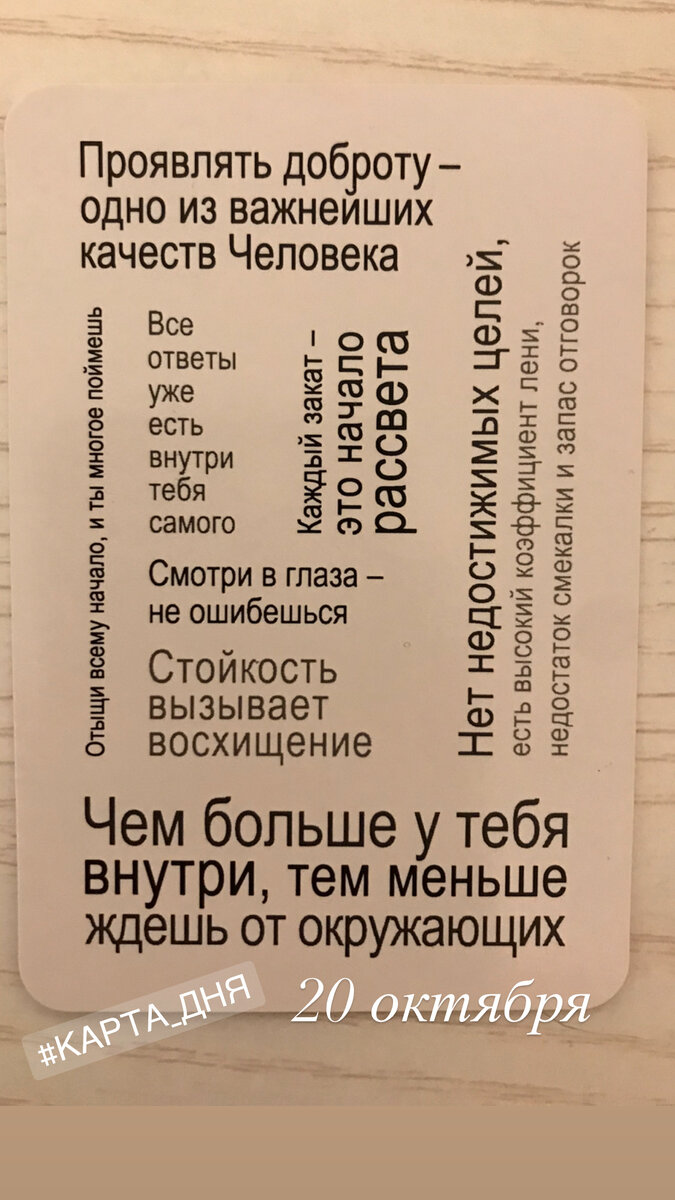 Проявлять доброту –
одно из важнейших
качеств Человека
Отыщи всему начало, и ты многое поймешь
Все
ответы
уже
есть
внутри
тебя
самого
Каждый закат –
это начало
рассвета
Нет недостижимых целей,
есть высокий коэффициент лени,
недостаток смекалки и запас отговорок
Смотри в глаза –
не ошибешься
Стойкость
вызывает
восхищение
Чем больше у тебя
внутри, тем меньше
ждешь от окружающих
#КАРТА_ДНЯ
20 октября